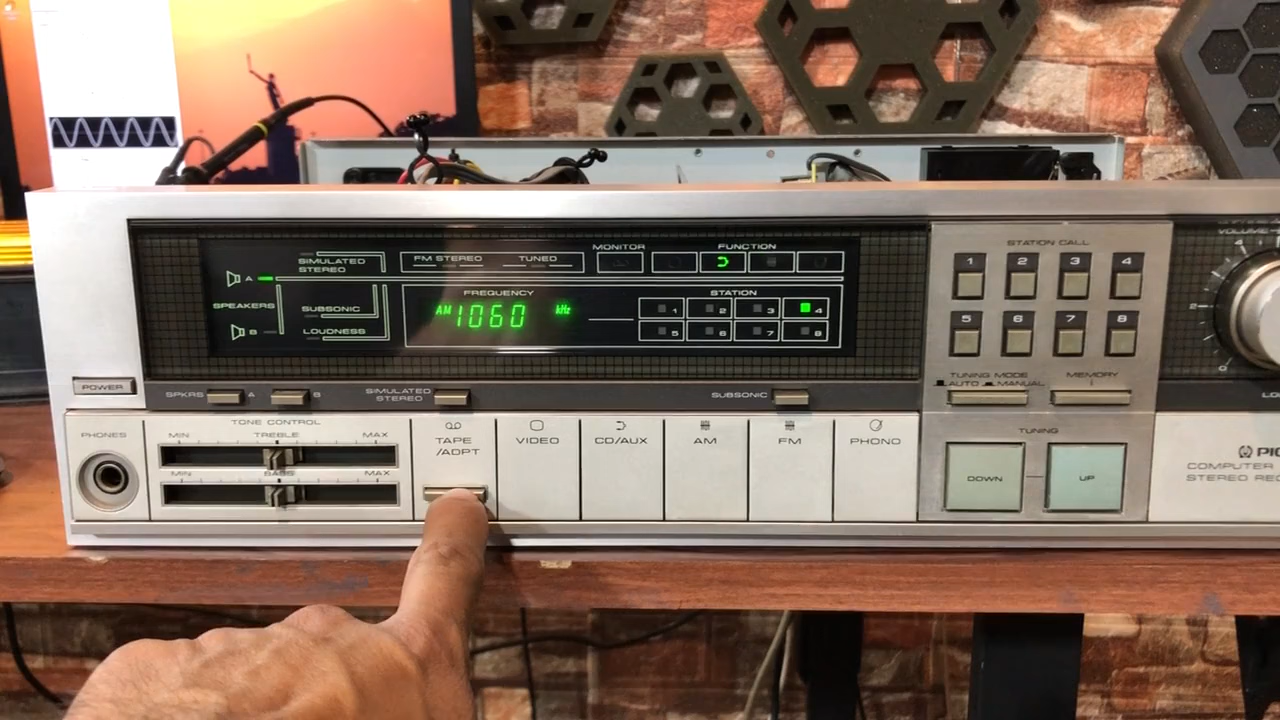 MONITOR
FUNCTION
SIMULATED
STEREO
FM STEREO
TUNED
A
SPEAKERS
SUBSONIC
B
LOUDNESS
FREQUENCY
AM 1060 kHz
STATION
1 2 3 4
5 6 7 8
STATION CALL
1 2 3 4
5 6 7 8
VOLUME
2
0
POWER
SPKRS A B
SIMULATED
STEREO
SUBSONIC
TUNING MODE
AUTO MANUAL
MEMORY
PHONES
TONE CONTROL
MIN TREBLE MAX
MIN BASS MAX
TAPE
/ADPT
VIDEO
CD/AUX
AM
FM
PHONO
TUNING
DOWN
UP
COMPUTER